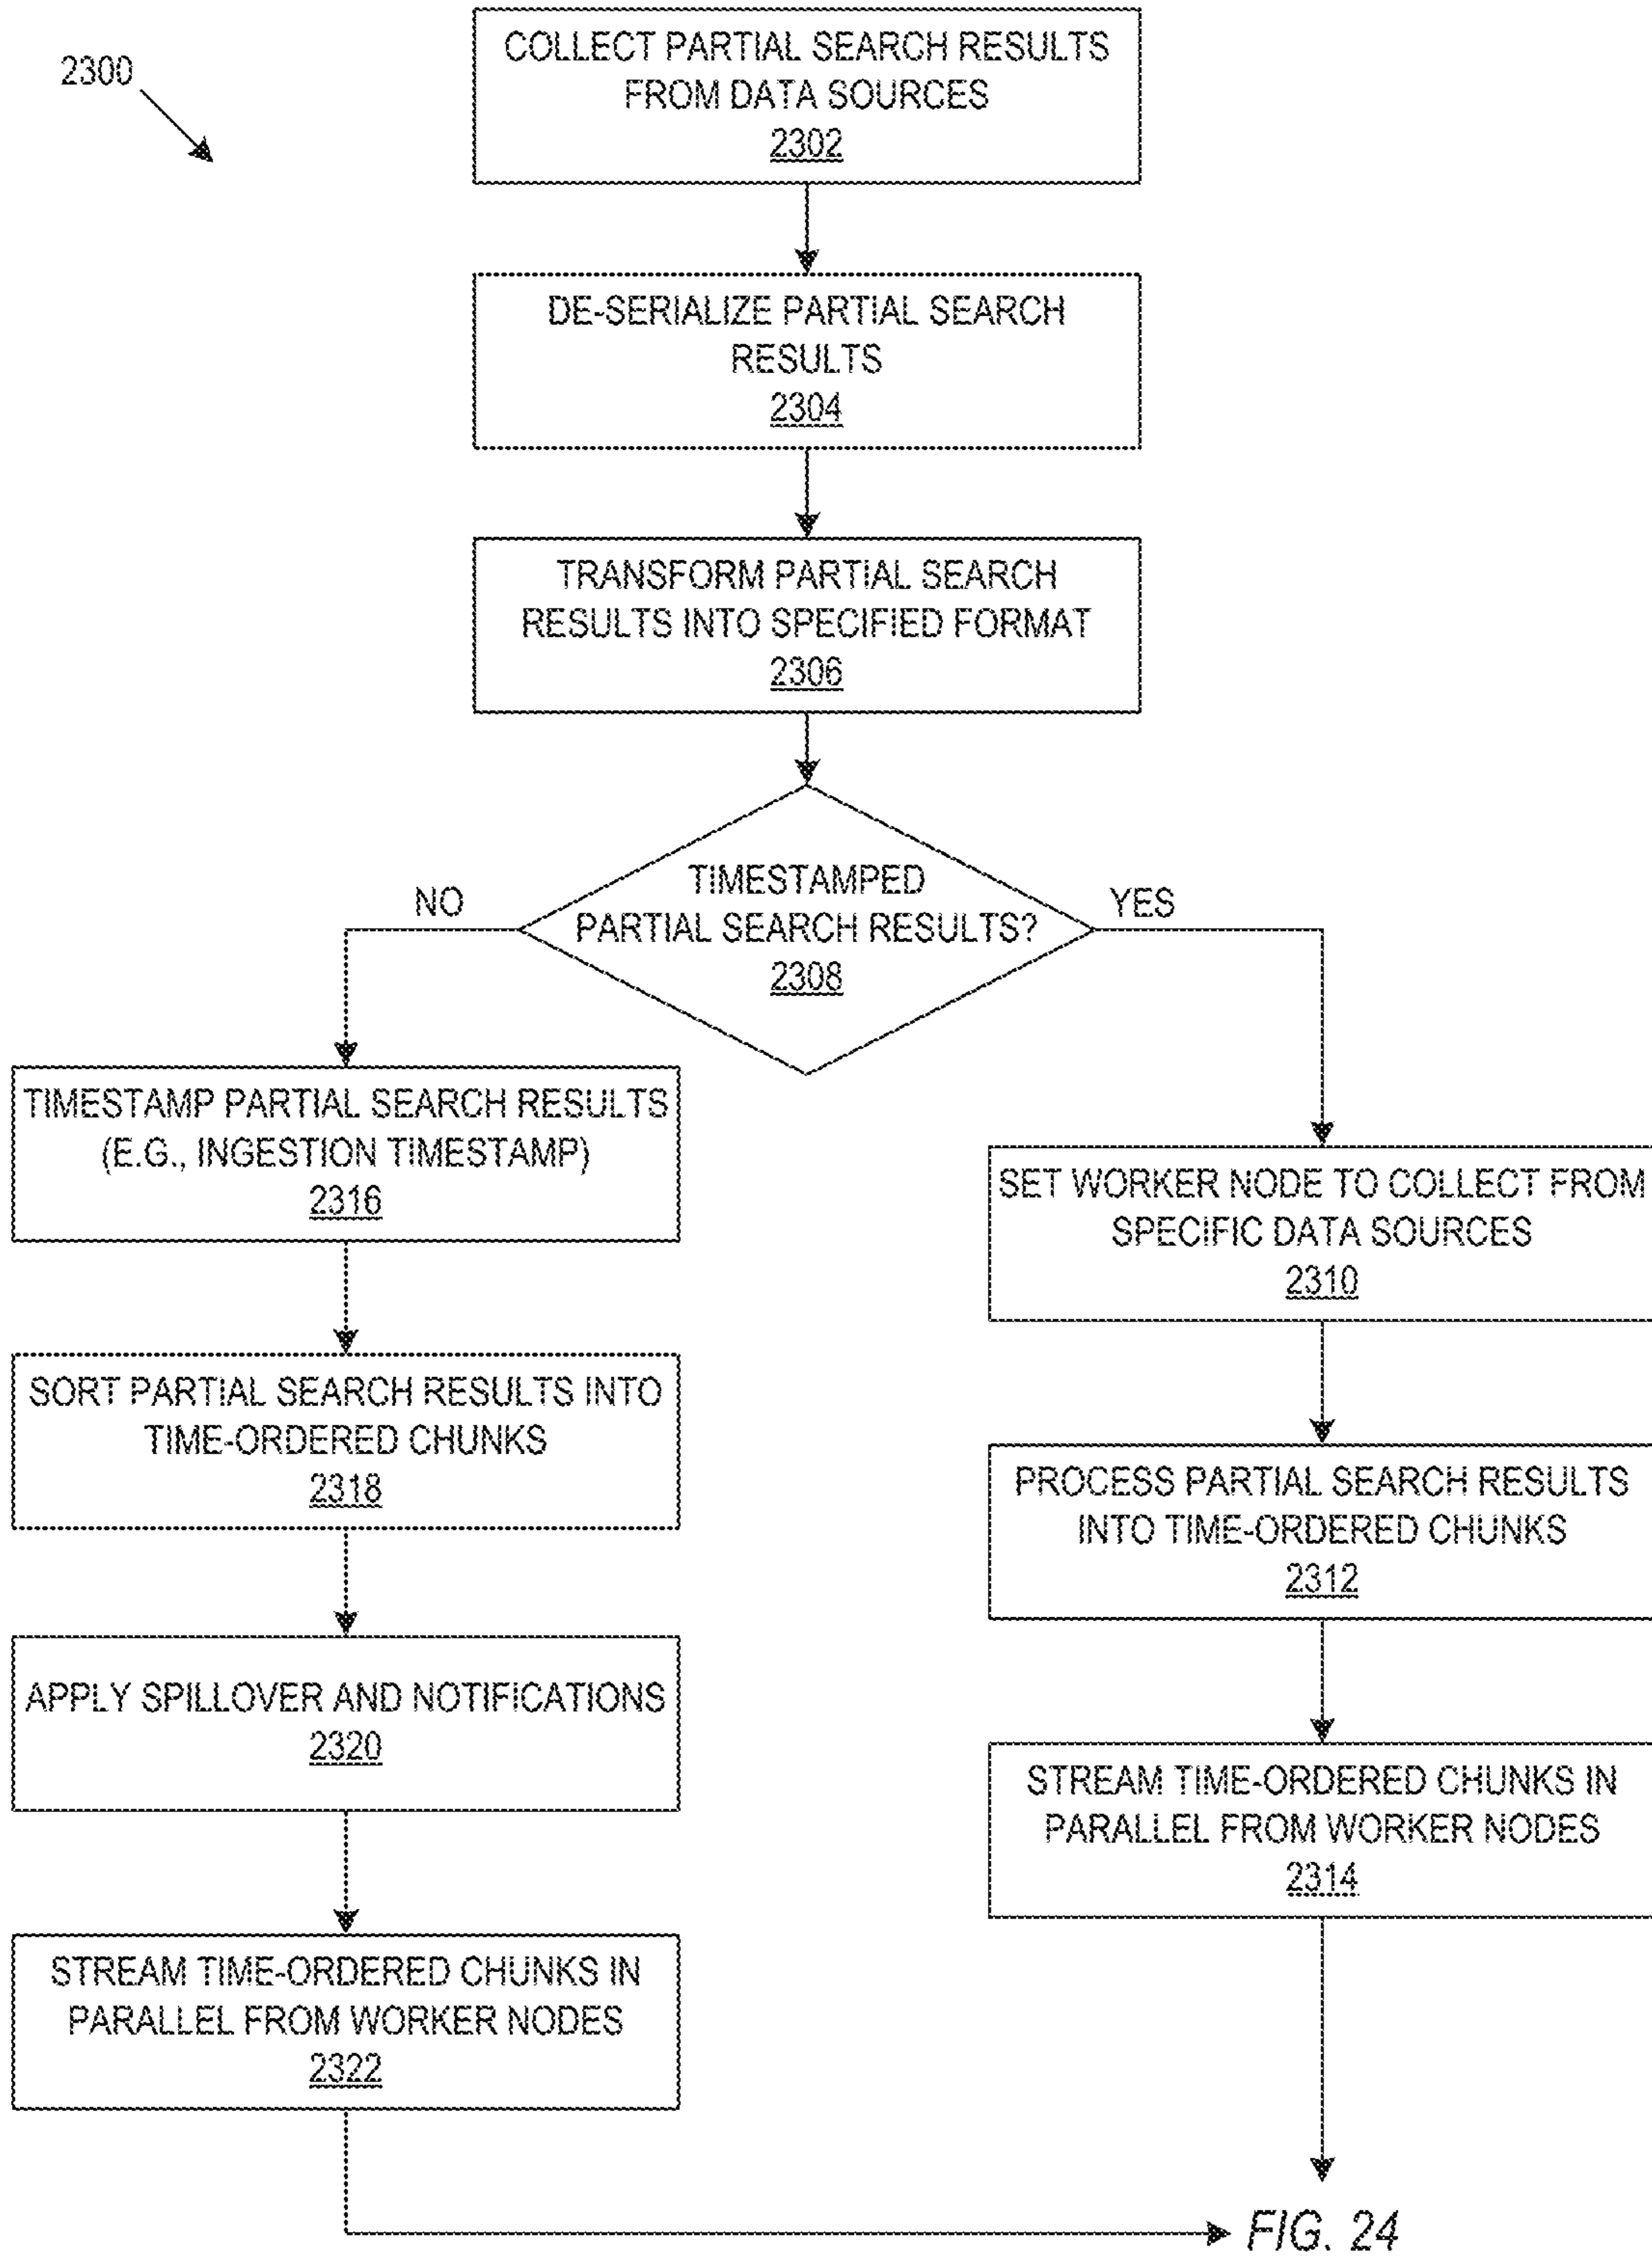 2300
COLLECT PARTIAL SEARCH RESULTS
FROM DATA SOURCES
2302
DE-SERIALIZE PARTIAL SEARCH
RESULTS
2304
TRANSFORM PARTIAL SEARCH
RESULTS INTO SPECIFIED FORMAT
2306
TIMESTAMPED
PARTIAL SEARCH RESULTS?
2308
NO
YES
TIMESTAMP PARTIAL SEARCH RESULTS
(E.G., INGESTION TIMESTAMP)
2316
SORT PARTIAL SEARCH RESULTS INTO
TIME-ORDERED CHUNKS
2318
APPLY SPILLOVER AND NOTIFICATIONS
2320
STREAM TIME-ORDERED CHUNKS IN
PARALLEL FROM WORKER NODES
2322
SET WORKER NODE TO COLLECT FROM
SPECIFIC DATA SOURCES
2310
PROCESS PARTIAL SEARCH RESULTS
INTO TIME-ORDERED CHUNKS
2312
STREAM TIME-ORDERED CHUNKS IN
PARALLEL FROM WORKER NODES
2314
FIG. 24